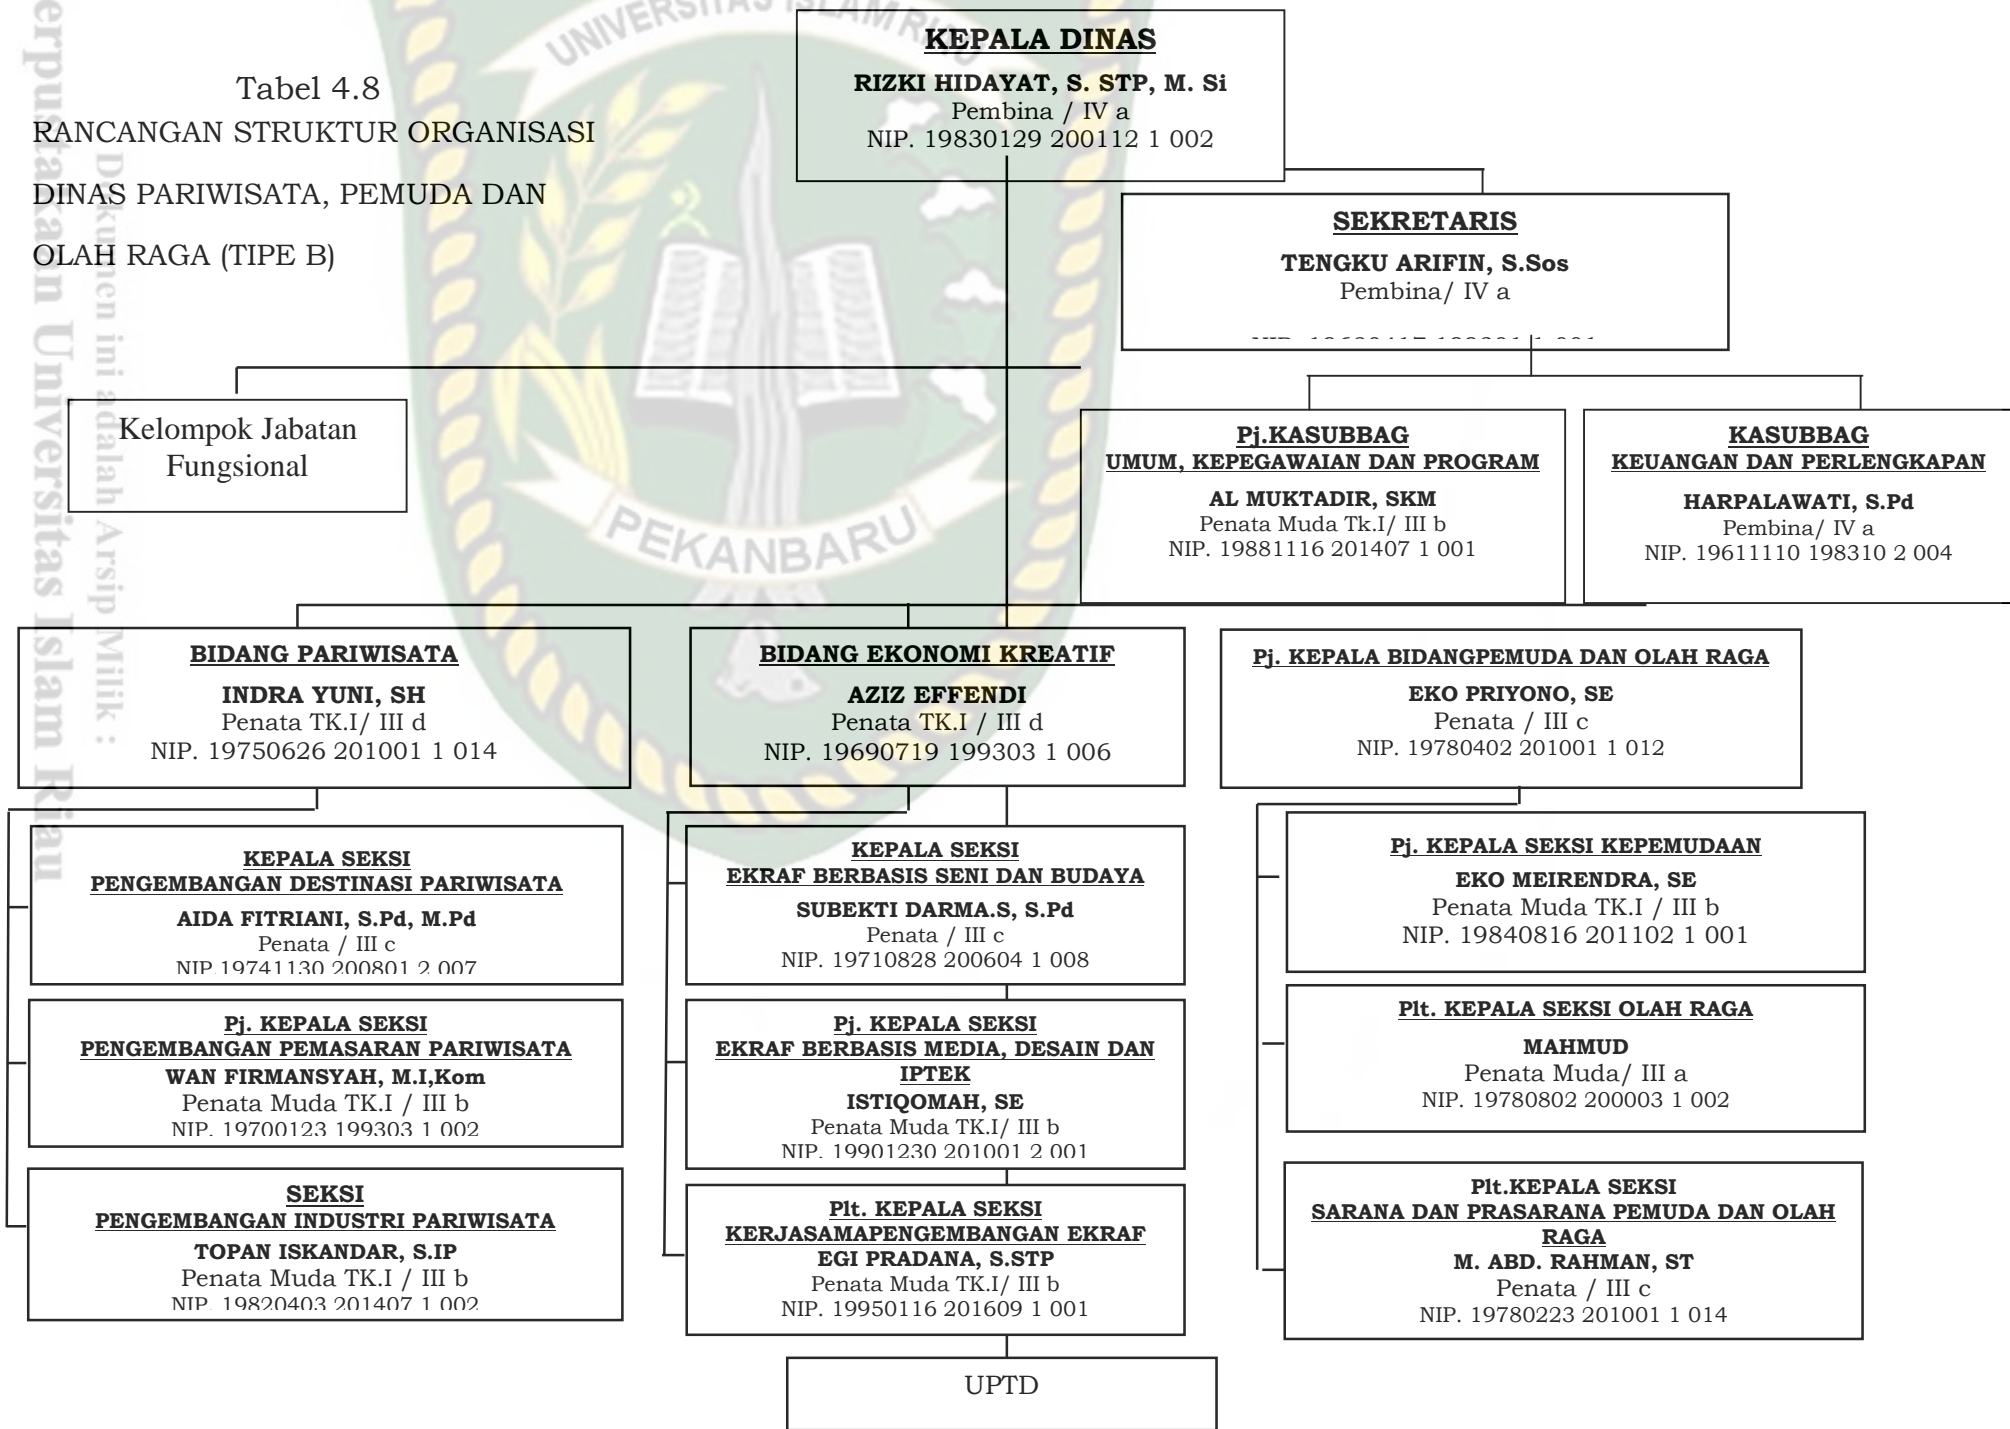 Tabel 4.8
RANCANGAN STRUKTUR ORGANISASI
DINAS PARIWISATA, PEMUDA DAN
OLAH RAGA (TIPE B)
UNIVERSITAS ISLAM RIAU
PEKANBARU
Perpustakaan Universitas Islam Riau
Dokumen ini adalah Arsip Milik :
KEPALA DINAS
RIZKI HIDAYAT, S. STP, M. Si
Pembina / IV a
NIP. 19830129 200112 1 002
SEKRETARIS
TENGKU ARIFIN, S.Sos
Pembina/ IV a
Kelompok Jabatan
Fungsional
Pj.KASUBBAG
UMUM, KEPEGAWAIAN DAN PROGRAM
AL MUKTADIR, SKM
Penata Muda Tk.I/ III b
NIP. 19881116 201407 1 001
KASUBBAG
KEUANGAN DAN PERLENGKAPAN
HARPALAWATI, S.Pd
Pembina/ IV a
NIP. 19611110 198310 2 004
BIDANG PARIWISATA
INDRA YUNI, SH
Penata TK.I/ III d
NIP. 19750626 201001 1 014
BIDANG EKONOMI KREATIF
AZIZ EFFENDI
Penata TK.I / III d
NIP. 19690719 199303 1 006
Pj. KEPALA BIDANGPEMUDA DAN OLAH RAGA
EKO PRIYONO, SE
Penata / III c
NIP. 19780402 201001 1 012
KEPALA SEKSI
PENGEMBANGAN DESTINASI PARIWISATA
AIDA FITRIANI, S.Pd, M.Pd
Penata / III c
NIP.19741130 200801 2 007
Pj. KEPALA SEKSI
PENGEMBANGAN PEMASARAN PARIWISATA
WAN FIRMANSYAH, M.I,Kom
Penata Muda TK.I / III b
NIP. 19700123 199303 1 002
SEKSI
PENGEMBANGAN INDUSTRI PARIWISATA
TOPAN ISKANDAR, S.IP
Penata Muda TK.I / III b
NIP. 19820403 201407 1 002
KEPALA SEKSI
EKRAF BERBASIS SENI DAN BUDAYA
SUBEKTI DARMA.S, S.Pd
Penata / III c
NIP. 19710828 200604 1 008
Pj. KEPALA SEKSI
EKRAF BERBASIS MEDIA, DESAIN DAN
IPTEK
ISTIQOMAH, SE
Penata Muda TK.I/ III b
NIP. 19901230 201001 2 001
Plt. KEPALA SEKSI
KERJASAMAPENGEMBANGAN EKRAF
EGI PRADANA, S.STP
Penata Muda TK.I/ III b
NIP. 19950116 201609 1 001
Pj. KEPALA SEKSI KEPEMUDAAN
EKO MEIRENDRA, SE
Penata Muda TK.I / III b
NIP. 19840816 201102 1 001
Plt. KEPALA SEKSI OLAH RAGA
MAHMUD
Penata Muda/ III a
NIP. 19780802 200003 1 002
Plt.KEPALA SEKSI
SARANA DAN PRASARANA PEMUDA DAN OLAH
RAGA
M. ABD. RAHMAN, ST
Penata / III c
NIP. 19780223 201001 1 014
UPTD